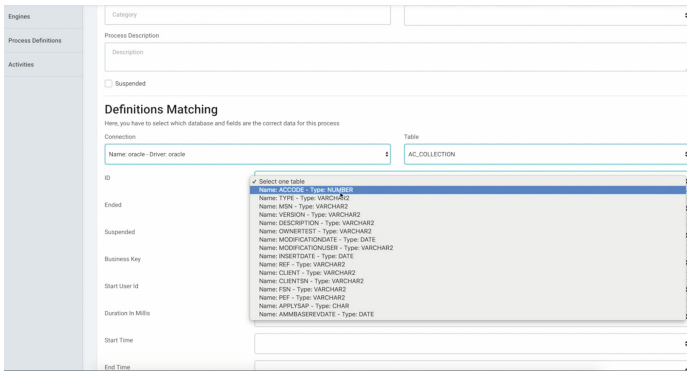 Engines
Process Definitions
Activities
Category
Process Description
Description
Suspended
Definitions Matching
Here, you have to select which database and fields are the correct data for this process
Connection
Table
Name: oracle - Driver: oracle
AC_COLLECTION
ID
✓ Select one table
Name: ACCODE - Type: NUMBER
Name: TYPE - Type: VARCHAR2
Name: MSN - Type: VARCHAR2
Name: VERSION - Type: VARCHAR2
Name: DESCRIPTION - Type: VARCHAR2
Name: OWNERTEST - Type: VARCHAR2
Name: MODIFICATIONDATE - Type: DATE
Name: MODIFICATIONUSER - Type: VARCHAR2
Name: INSERTDATE - Type: DATE
Name: REF - Type: VARCHAR2
Name: CLIENT - Type: VARCHAR2
Name: CLIENTSN - Type: VARCHAR2
Name: FSN - Type: VARCHAR2
Name: PEF - Type: VARCHAR2
Name: APPLYSAP - Type: CHAR
Name: AMMBASEREVDATE - Type: DATE
Ended
Suspended
Business Key
Start User Id
Duration In Millis
Start Time
End Time